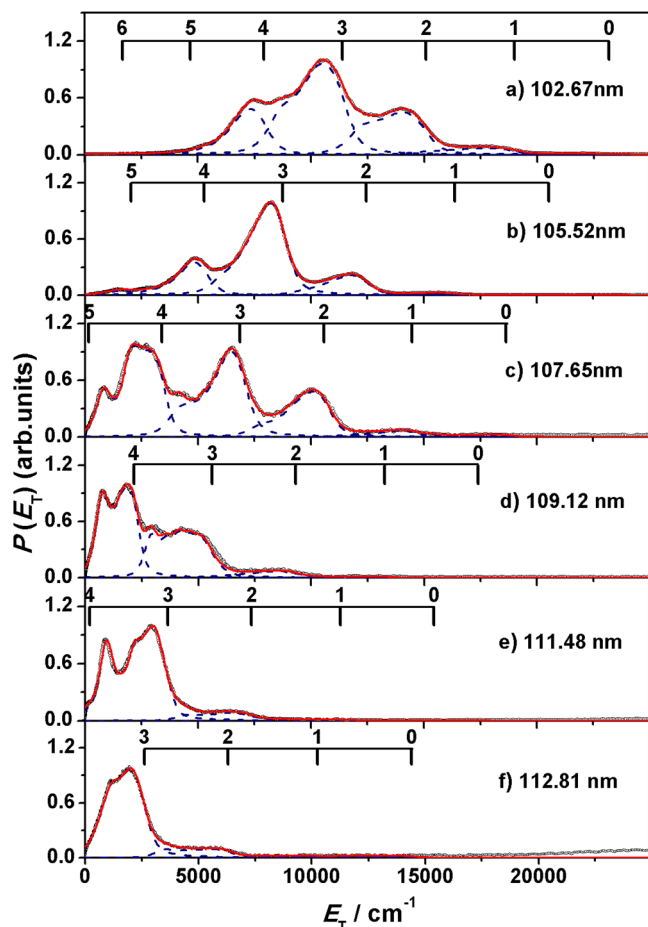 6 5 4 3 2 1 0
1.2
0.6
0.0
a) 102.67nm
5 4 3 2 1 0
1.2
0.6
0.0
b) 105.52nm
5 4 3 2 1 0
1.2
0.6
0.0
c) 107.65nm
4 3 2 1 0
1.2
0.6
0.0
d) 109.12 nm
4 3 2 1 0
1.2
0.6
0.0
e) 111.48 nm
3 2 1 0
1.2
0.6
0.0
f) 112.81 nm
P(E_T) (arb.units)
0 5000 10000 15000 20000
E_T / cm⁻¹